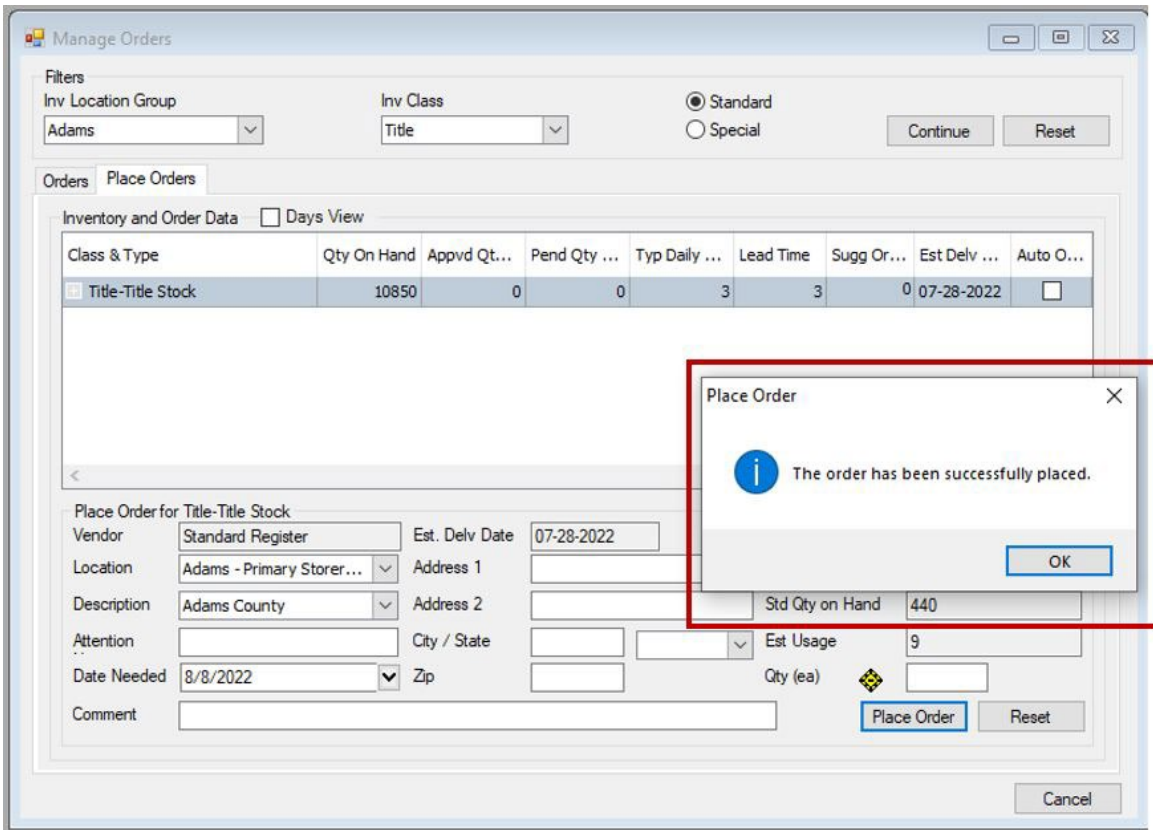 Manage Orders
Filters
Inv Location Group Inv Class Standard
Adams Title Special Continue Reset
Orders Place Orders
Inventory and Order Data Days View
Class & Type Qty On Hand Appvd Qt... Pend Qty ... Typ Daily ... Lead Time Sugg Or... Est Delv ... Auto O...
Title-Title Stock 10850 0 0 3 3 0 07-28-2022
Place Order
The order has been successfully placed.
OK
Place Order for Title-Title Stock
Vendor Standard Register Est. Delv Date 07-28-2022
Location Adams - Primary Storer... Address 1
Description Adams County Address 2 Std Qty on Hand 440
Attention City / State Est Usage 9
Date Needed 8/8/2022 Zip Qty (ea)
Comment Place Order Reset
Cancel